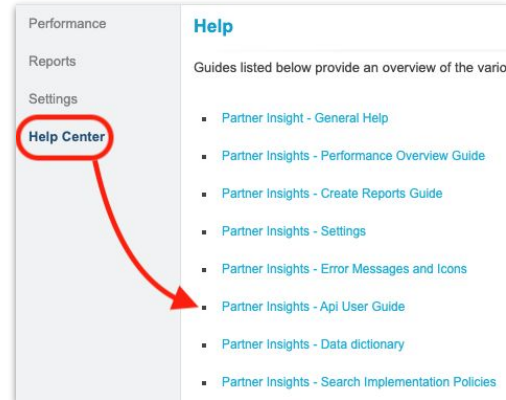 Performance
Reports
Settings
Help Center
Help
Guides listed below provide an overview of the
Partner Insight - General Help
Partner Insights - Performance Overview Guide
Partner Insights - Create Reports Guide
Partner Insights - Settings
Partner Insights - Error Messages and Icons
Partner Insights - Api User Guide
Partner Insights - Data dictionary
Partner Insights - Search Implementation Policies